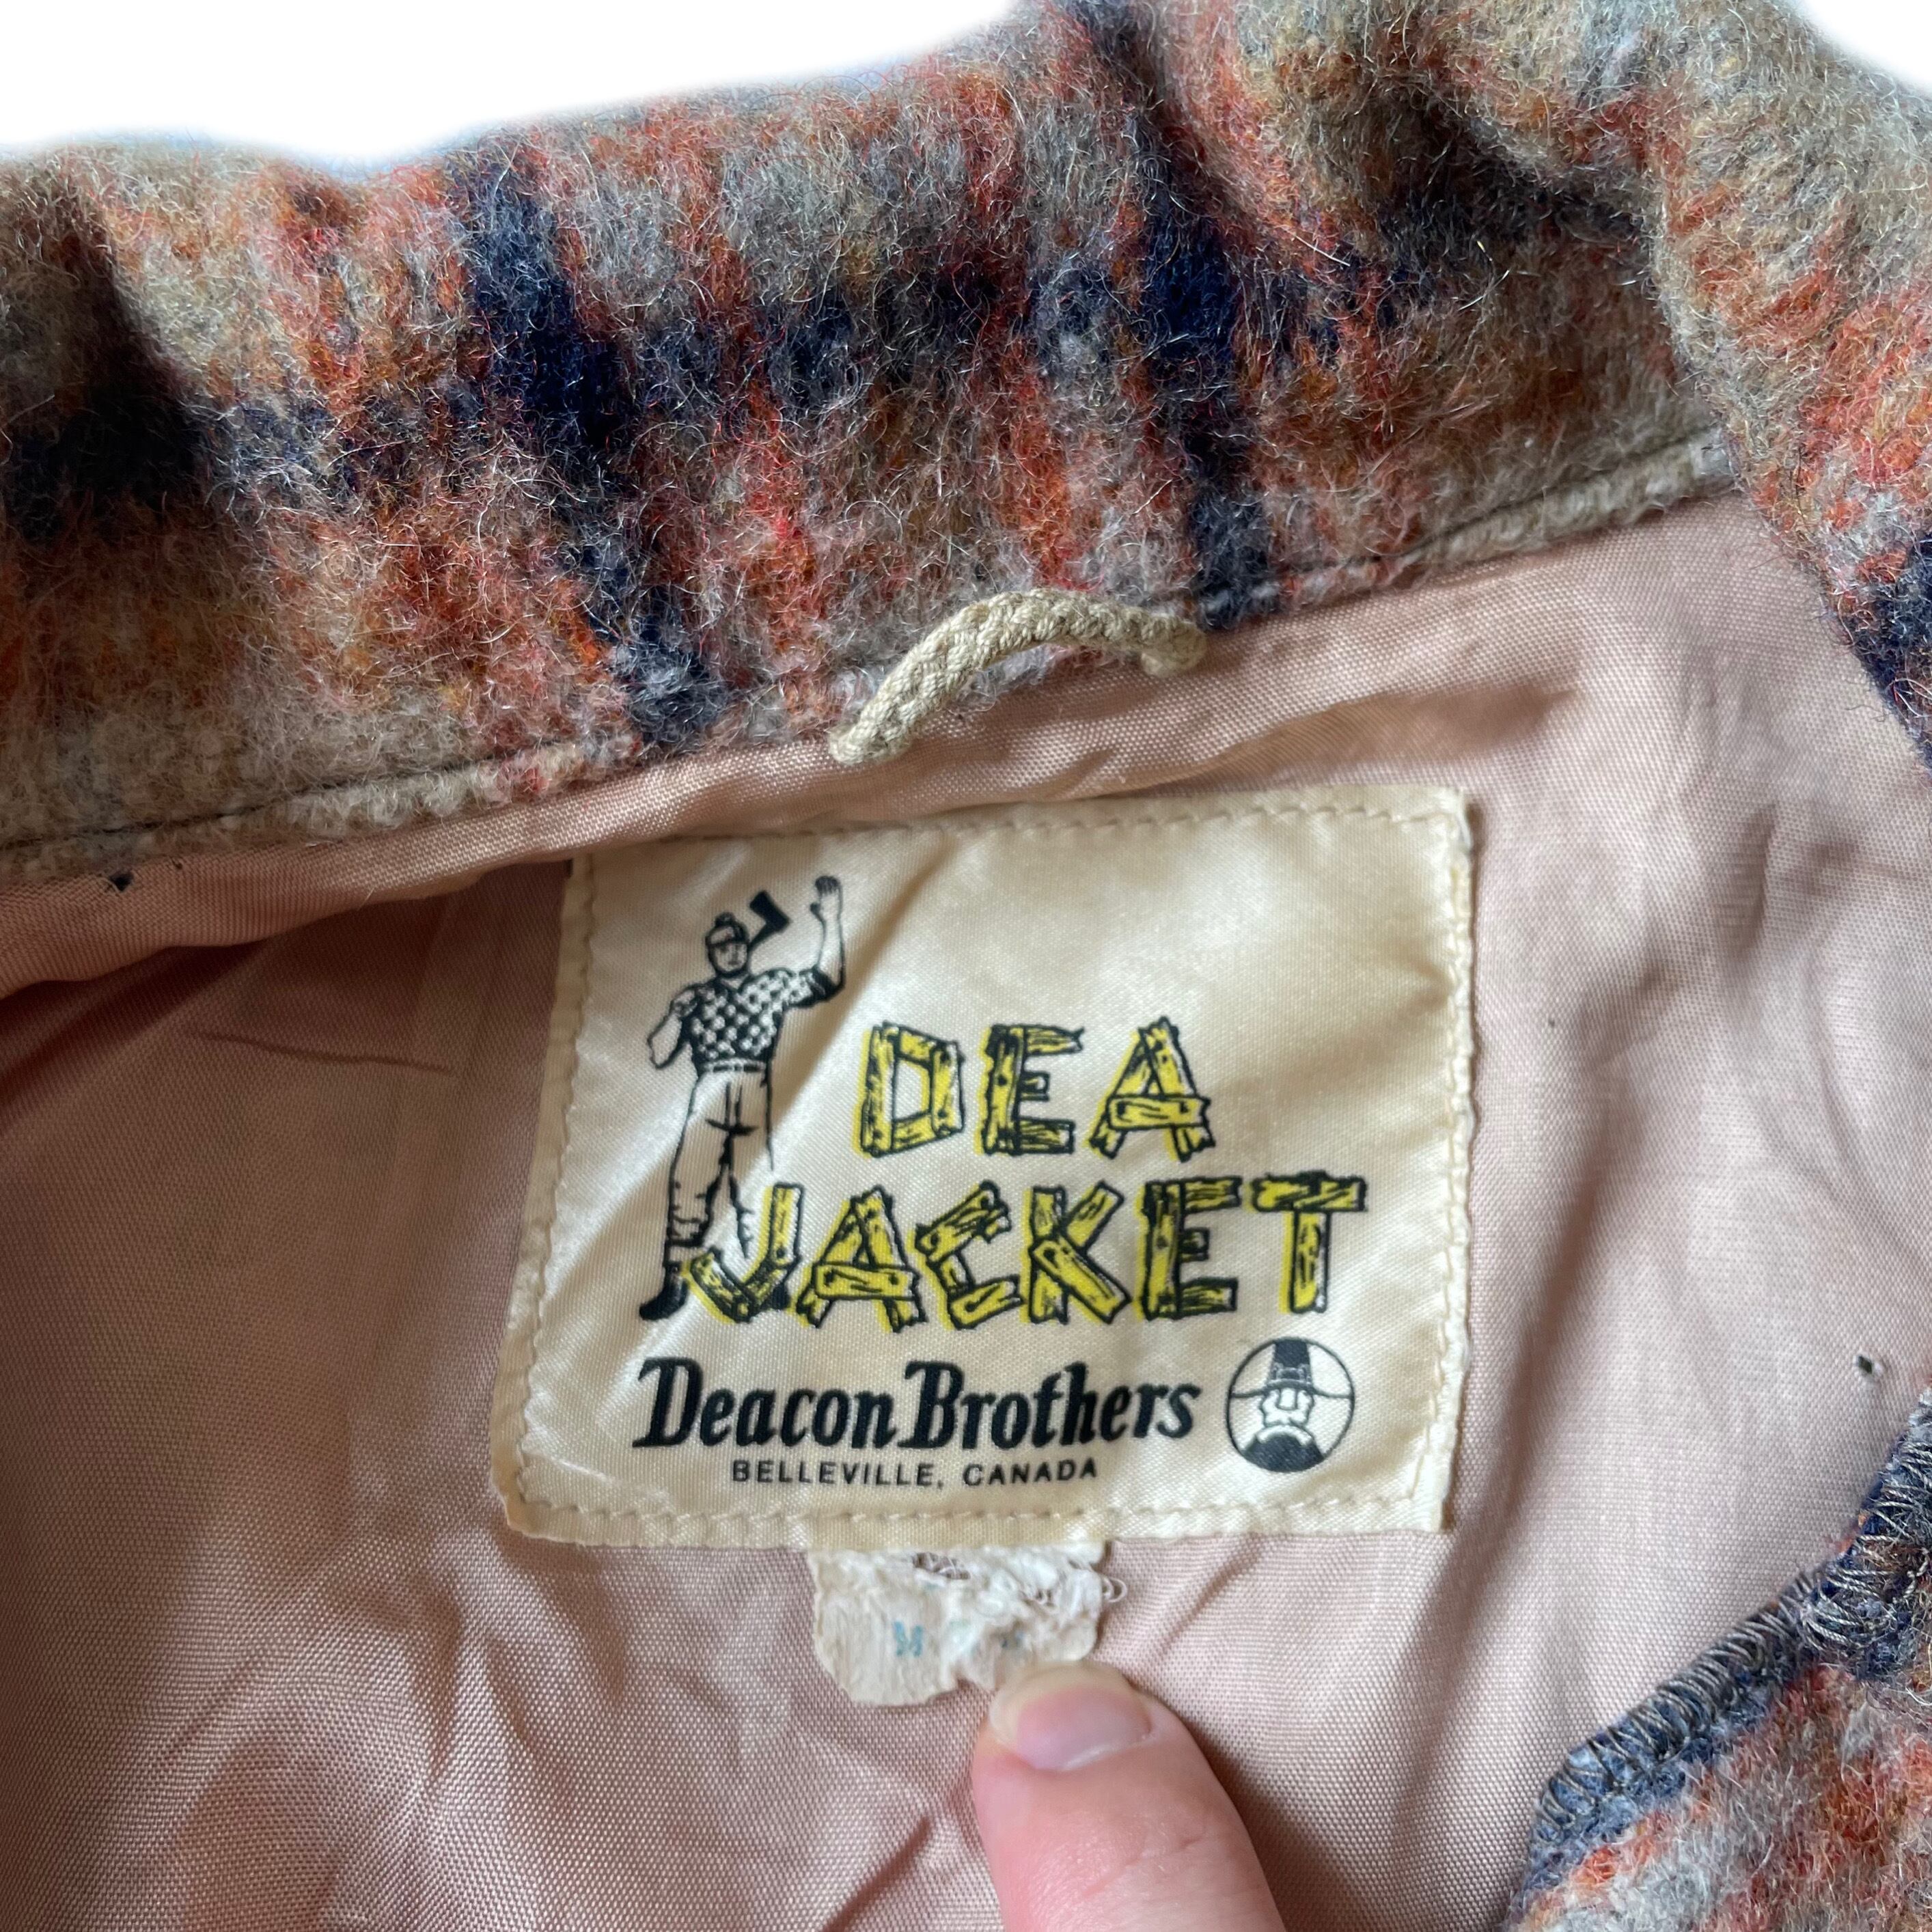 DEA
JACKET
Deacon Brothers
BELLEVILLE, CANADA
M